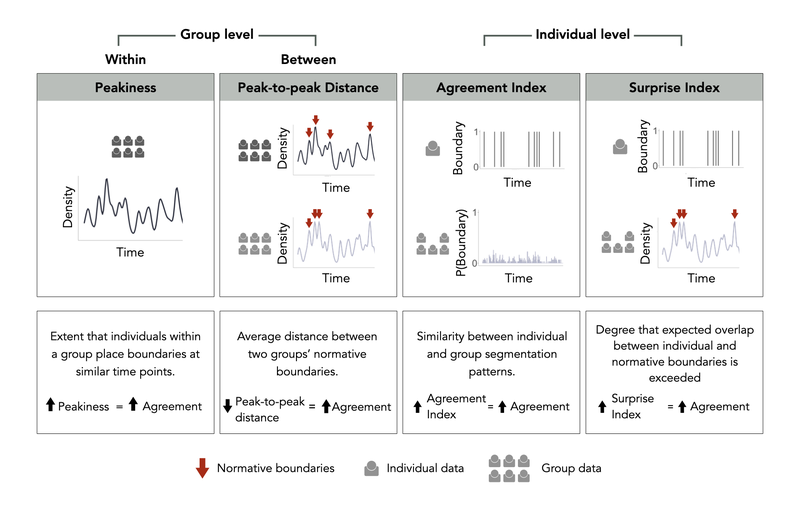 Group level
Individual level
Within
Between
Peakiness
Peak-to-peak Distance
Agreement Index
Surprise Index
Density
Time
Density
Time
Density
Time
Boundary
1
0
Time
P(Boundary)
1
0
Time
Boundary
1
0
Time
Density
Time
Extent that individuals within
a group place boundaries at
similar time points.
Peakiness = Agreement
Average distance between
two groups' normative
boundaries.
Peak-to-peak
distance = Agreement
Similarity between individual
and group segmentation
patterns.
Agreement
Index = Agreement
Degree that expected overlap
between individual and
normative boundaries is
exceeded
Surprise
Index = Agreement
Normative boundaries
Individual data
Group data